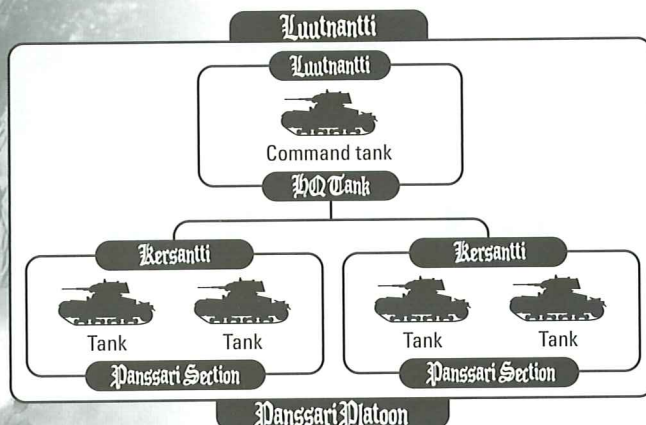 Luutnantti
Luutnantti
Command tank
HQ Tank
Kersantti
Kersantti
Tank
Tank
Tank
Tank
Panssari Section
Panssari Section
Panssari Platoon